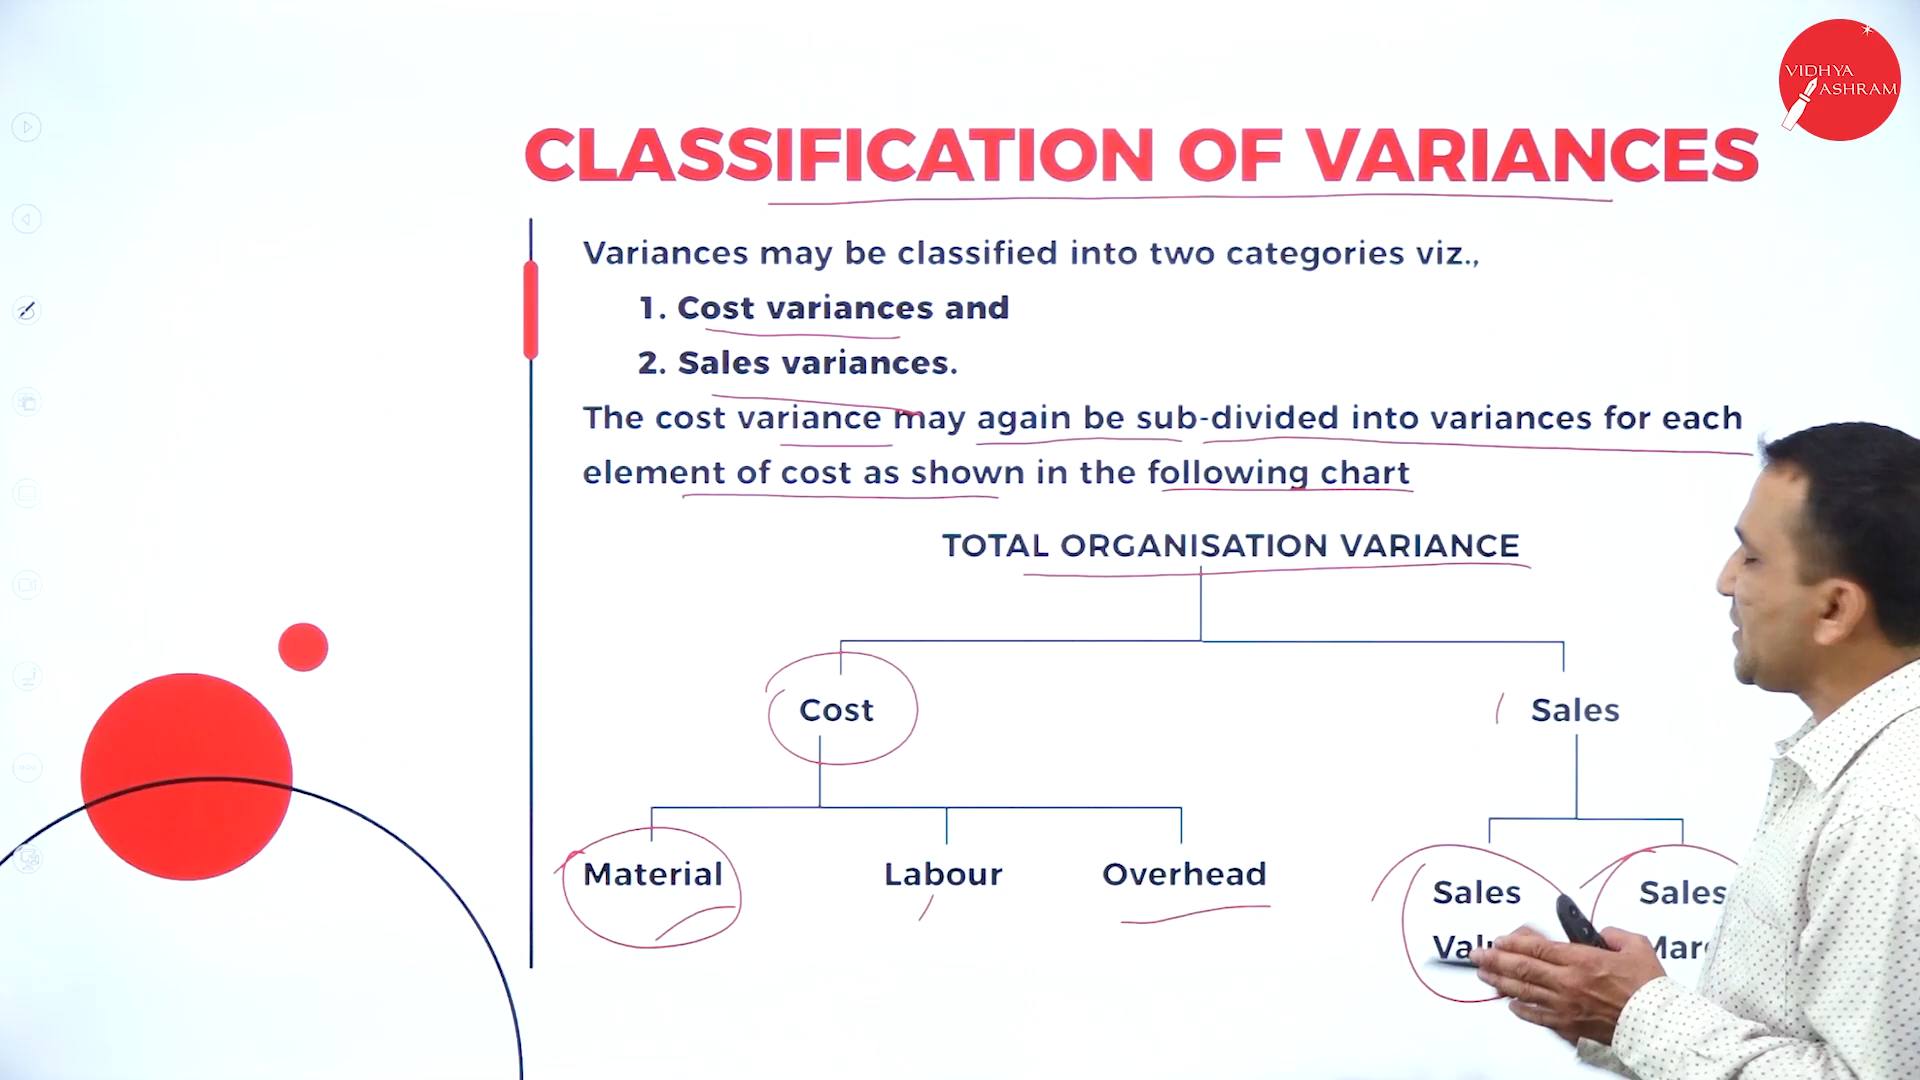 VIDHYA
ASHRAM
CLASSIFICATION OF VARIANCES
Variances may be classified into two categories viz.,
1. Cost variances and
2. Sales variances.
The cost variance may again be sub-divided into variances for each
element of cost as shown in the following chart
TOTAL ORGANISATION VARIANCE
Cost Sales
Material Labour Overhead
Sales Sales